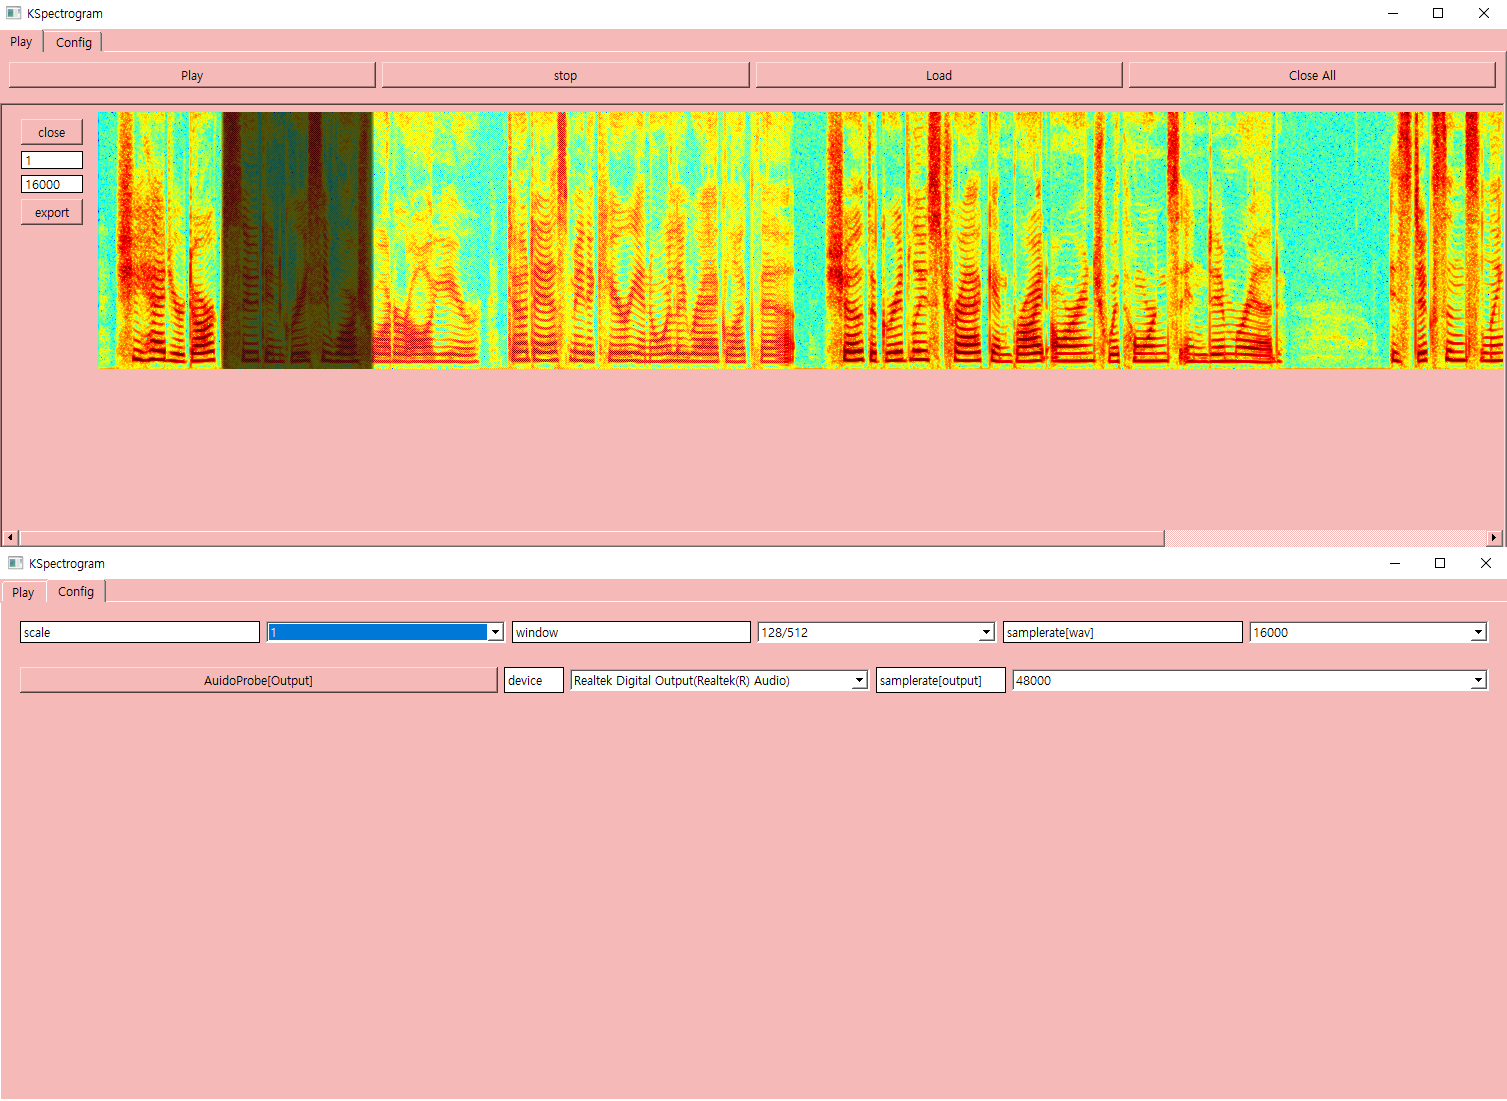 KSpectrogram
Play Config
Play stop Load Close All
close
1
16000
export
KSpectrogram
Play Config
scale 1 window 128/512 samplerate[wav] 16000
AuidoProbe[Output] device Realtek Digital Output(Realtek(R) Audio) samplerate[output] 48000